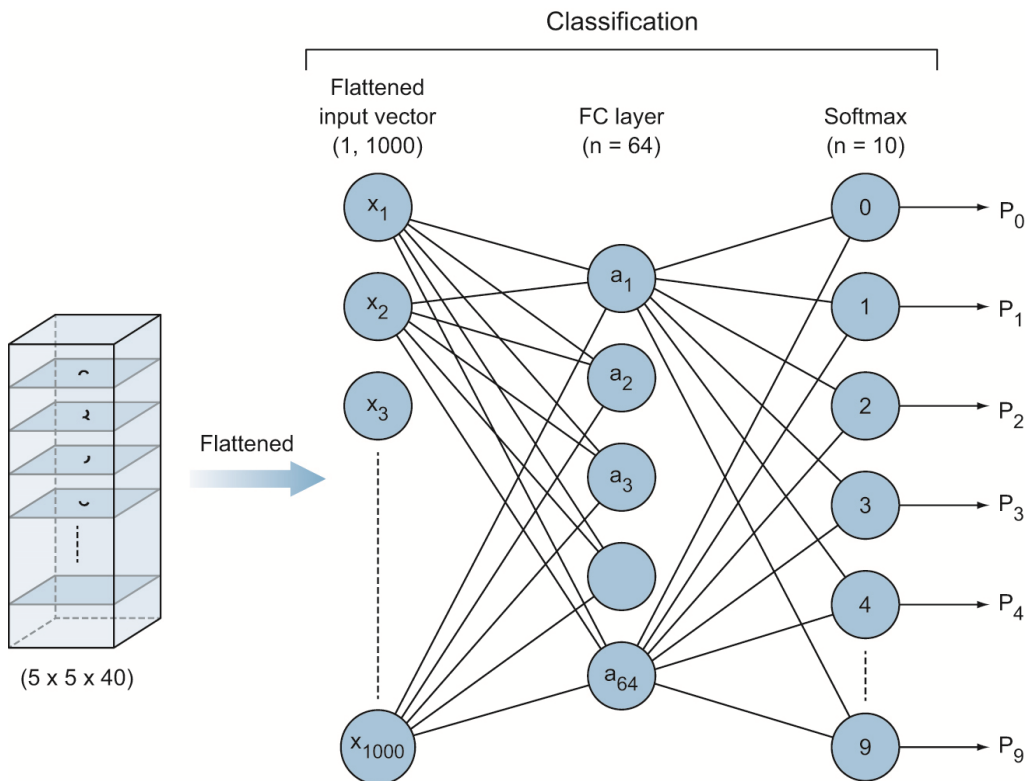 Classification
Flattened
input vector
(1, 1000)
FC layer
(n = 64)
Softmax
(n = 10)
x1
x2
x3
x1000
a1
a2
a3
a64
0
1
2
3
4
9
P0
P1
P2
P3
P4
P9
Flattened
(5 x 5 x 40)